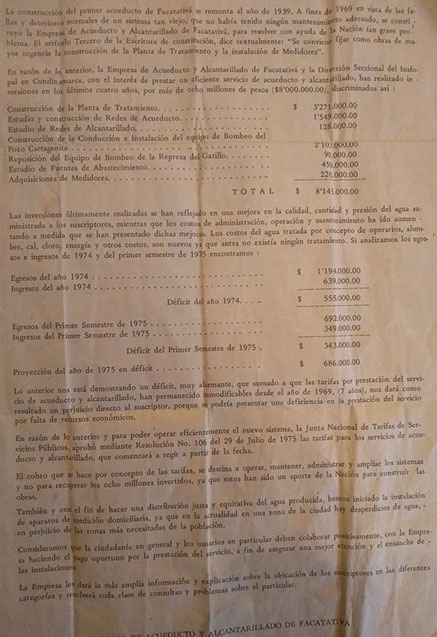 La construcción del primer acueducto de Facatativá se remonta al año de 1939. A fines de 1969 en vista de las fa-
llas y deterioros normales de un sistema tan viejo, que no había tenido ningún mantenimiento adecuado, se consti-
tuyó la Empresa de Acueducto y Alcantarillado de Facatativá, para resolver con ayuda de la Nación tan grave pro-
blema. El artículo Tercero de la Escritura de constitución, dice textualmente: "Se conviene fijar como obras de ma-
yor urgencia la construcción de la Planta de Tratamiento y la instalación de Medidores".
En razón de lo anterior, la Empresa de Acueducto y Alcantarillado de Facatativá y la Dirección Seccional del Insfo-
pal en Cundinamarca, con el interés de prestar un eficiente servicio de acueducto y alcantarillado, han realizado in-
versiones en los últimos cuatro años, por más de ocho millones de pesos ($8'000.000.00), discriminados así :
Construcción de la Planta de Tratamiento. . . . . . . . . . . . . . . $ 3'271.000.00
Estudio y construcción de Redes de Acueducto. . . . . . . . . . . . 1'549.000.00
Estudio de Redes de Alcantarillado. . . . . . . . . . . . . . . . . 128.000.00
Construcción de la Conducción e Instalación del equipo de Bombeo del
Pozo Cartagenita . . . . . . . . . . . . . . . . . . .
Reposición del Equipo de Bombeo de la Represa del Gatillo. . . . . . .
Estudio de Fuentes de Abastecimiento. . . . . . . . . . . . . . .
Adquisiciones de Medidores. . . . . . . . . . . . . . . . . .
T O T A L $
Las inversiones últimamente realizadas se han reflejado en una mejora en la calidad, cantidad y presión del agua su-
ministrada a los suscriptores, mientras que los costos de administración, operación y mantenimiento ha ido aumen -
tando a medida que se han presentado dichas mejoras. Los costos del agua tratada por concepto de operarios, alum-
bre, cal, cloro, energía y otros costos, son nuevos ya que antes no existía ningún tratamiento. Si analizamos los egre-
sos e ingresos de 1974 y del primer semestre de 1975 encontramos :
Egresos del año 1974 . . . . . . . . . . . . . . . . . . . . $ 1'194.000.00
Ingresos del año 1974 . . . . . . . . . . . . . . . . . . . 639.000.00
Déficit del año 1974. . . . $ 555.000.00
Egresos del Primer Semestre de 1975 . . . . . . . . . . . . . . 692.000.00
Ingresos del Primer Semestre de 1975 . . . . . . . . . . . . . . 349.000.00
Déficit del Primer Semestre de 1975 . $ 343.000.00
Proyección del año de 1975 en déficit . . . . . . . . . . . . . . $ 686.000.00
Lo anterior nos está demostrando un déficit, muy alarmante, que sumado a que las tarifas por prestación del servi-
cio de acueducto y alcantarillado, han permanecido inmodificables desde el año de 1969, (7 años), nos dará como
resultado un perjuicio directo al suscriptor, porque se podría presentar una deficiencia en la prestación del servicio
por falta de recursos económicos.
En razón de lo anterior y para poder operar eficientemente el nuevo sistema, la Junta Nacional de Tarifas de Ser-
vicios Públicos, aprobó mediante Resolución No. 106 del 29 de Julio de 1975 las tarifas para los servicios de acue-
ducto y alcantarillado, que comenzará a regir a partir de la fecha.
El cobro que se hace por concepto de las tarifas, se destina a operar, mantener, administrar y ampliar los sistemas
y no para recuperar los ocho millones invertidos, ya que estos han sido un aporte de la Nación para construir las
obras.
También y con el fin de hacer una distribución justa y equitativa del agua producida, hemos iniciado la instalación
de aparatos de medición domiciliaria, ya que en la actualidad en una zona de la ciudad hay desperdicios de agua, -
en perjuicio de las zonas más necesitadas de la población.
Consideramos que la ciudadanía en general y los usuarios en particular deben colaborar positivamente, con la Empre-
sa haciendo el pago oportuno por la prestación del servicio, a fin de asegurar una mejor atención y el ensanche de -
las instalaciones.
La Empresa les dará la más amplia información y explicación sobre la ubicación de los suscriptores en las diferentes
categorías y resolverá toda clase de consultas y problemas sobre el particular.
ACUEDUCTO Y ALCANTARILLADO DE FACATATIVA